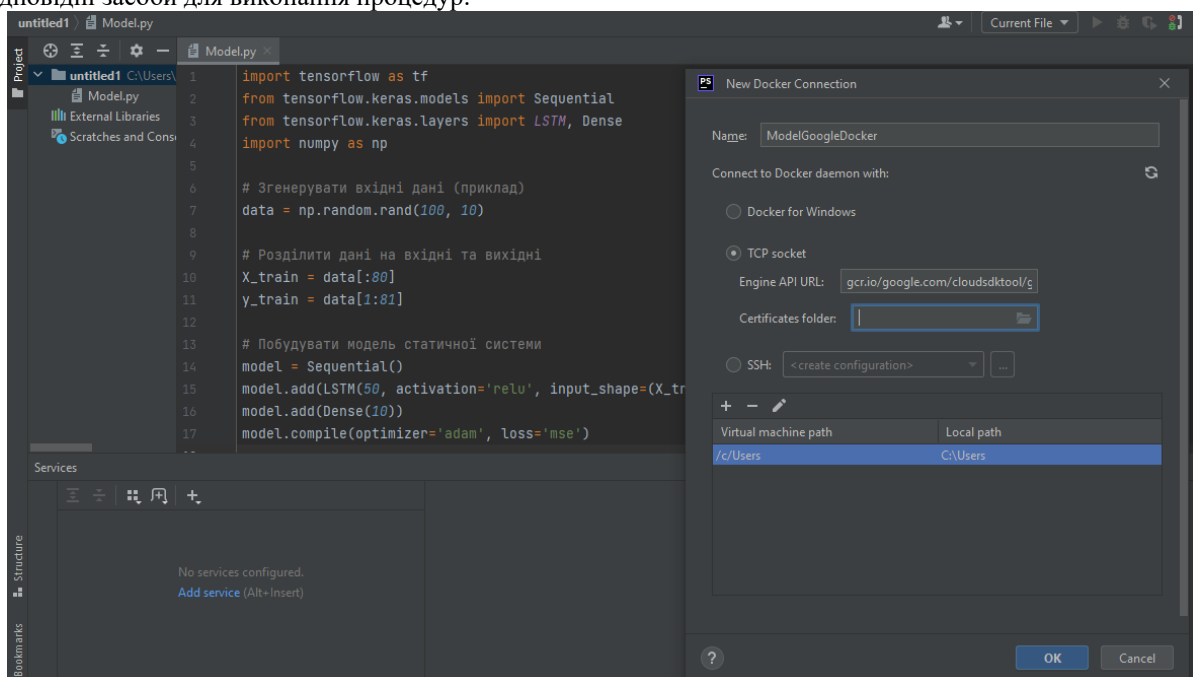 для виконання процедур.
untitled1 Model.py
Current File
Project
Model.py
untitled1 C:\Users\
Model.py
External Libraries
Scratches and Cons
1 import tensorflow as tf
2 from tensorflow.keras.models import Sequential
3 from tensorflow.keras.layers import LSTM, Dense
4 import numpy as np
5
6 # Згенерувати вхідні дані (приклад)
7 data = np.random.rand(100, 10)
8
9 # Розділити дані на вхідні та вихідні
10 X_train = data[:80]
11 y_train = data[1:81]
12
13 # Побудувати модель статичної системи
14 model = Sequential()
15 model.add(LSTM(50, activation='relu', input_shape=(X_tr
16 model.add(Dense(10))
17 model.compile(optimizer='adam', loss='mse')
PS New Docker Connection
Name: ModelGoogleDocker
Connect to Docker daemon with:
Docker for Windows
TCP socket
Engine API URL: gcr.io/google.com/cloudsdktool/g
Certificates folder:
SSH: <create configuration> ...
Virtual machine path Local path
/c/Users C:\Users
? OK Cancel
Services
No services configured.
Add service (Alt+Insert)
Structure
Bookmarks